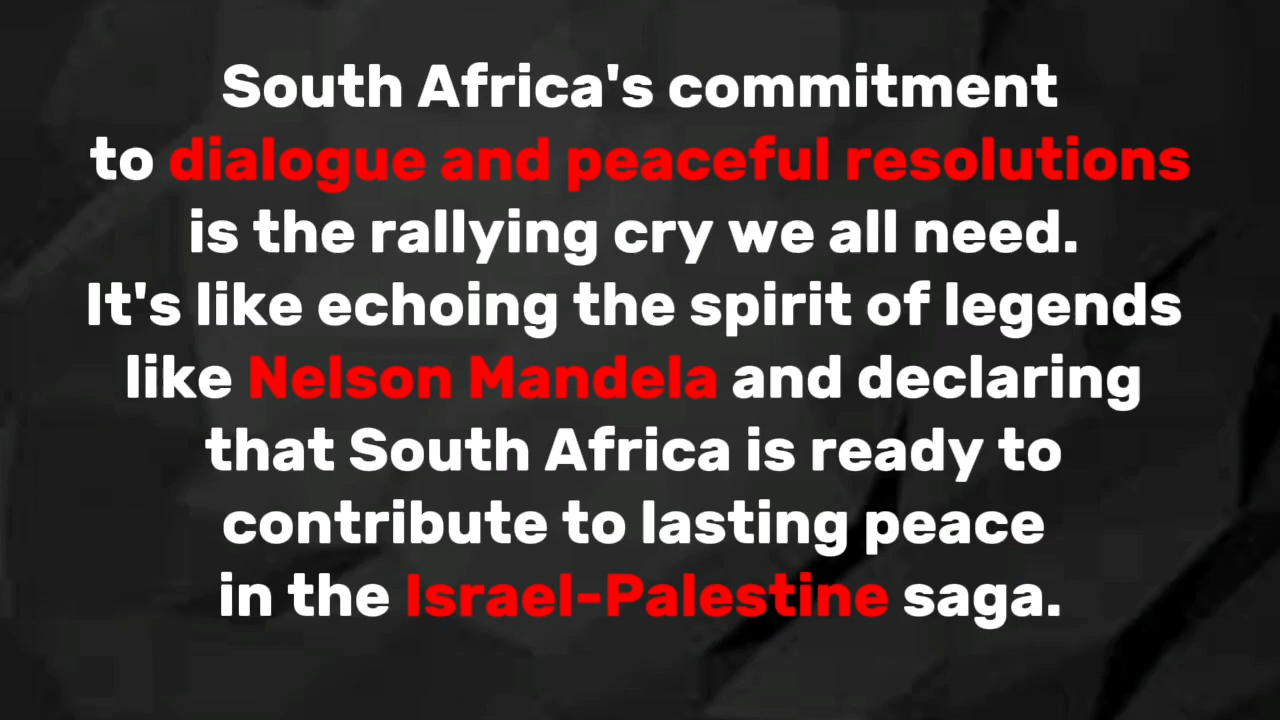 South Africa's commitment
to dialogue and peaceful resolutions
is the rallying cry we all need.
It's like echoing the spirit of legends
like Nelson Mandela and declaring
that South Africa is ready to
contribute to lasting peace
in the Israel-Palestine saga.